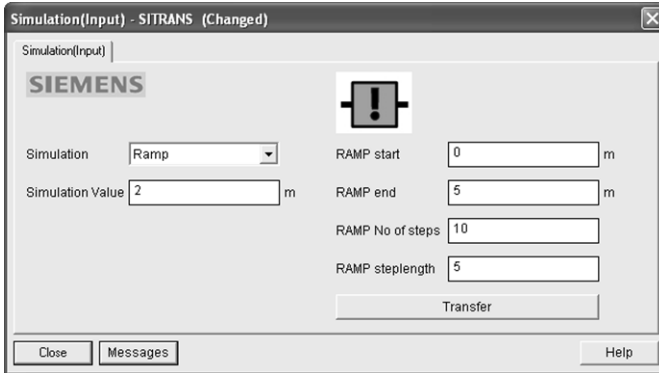 Simulation(Input) - SITRANS (Changed)
Simulation(Input)
SIEMENS
Simulation Ramp
Simulation Value 2 m
RAMP start 0 m
RAMP end 5 m
RAMP No of steps 10
RAMP steplength 5
Transfer
Close Messages Help